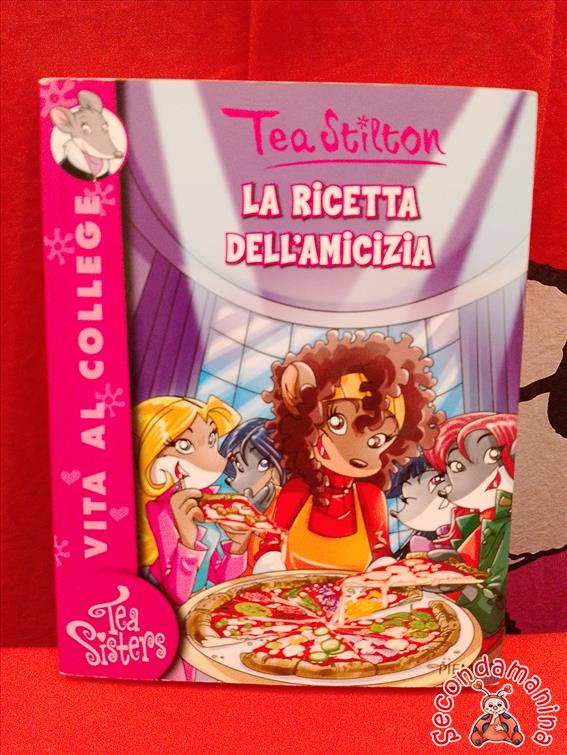 Tea Stilton
LA RICETTA
DELL'AMICIZIA
VITA AL COLLEGE
Tea
Sisters
secondamanina